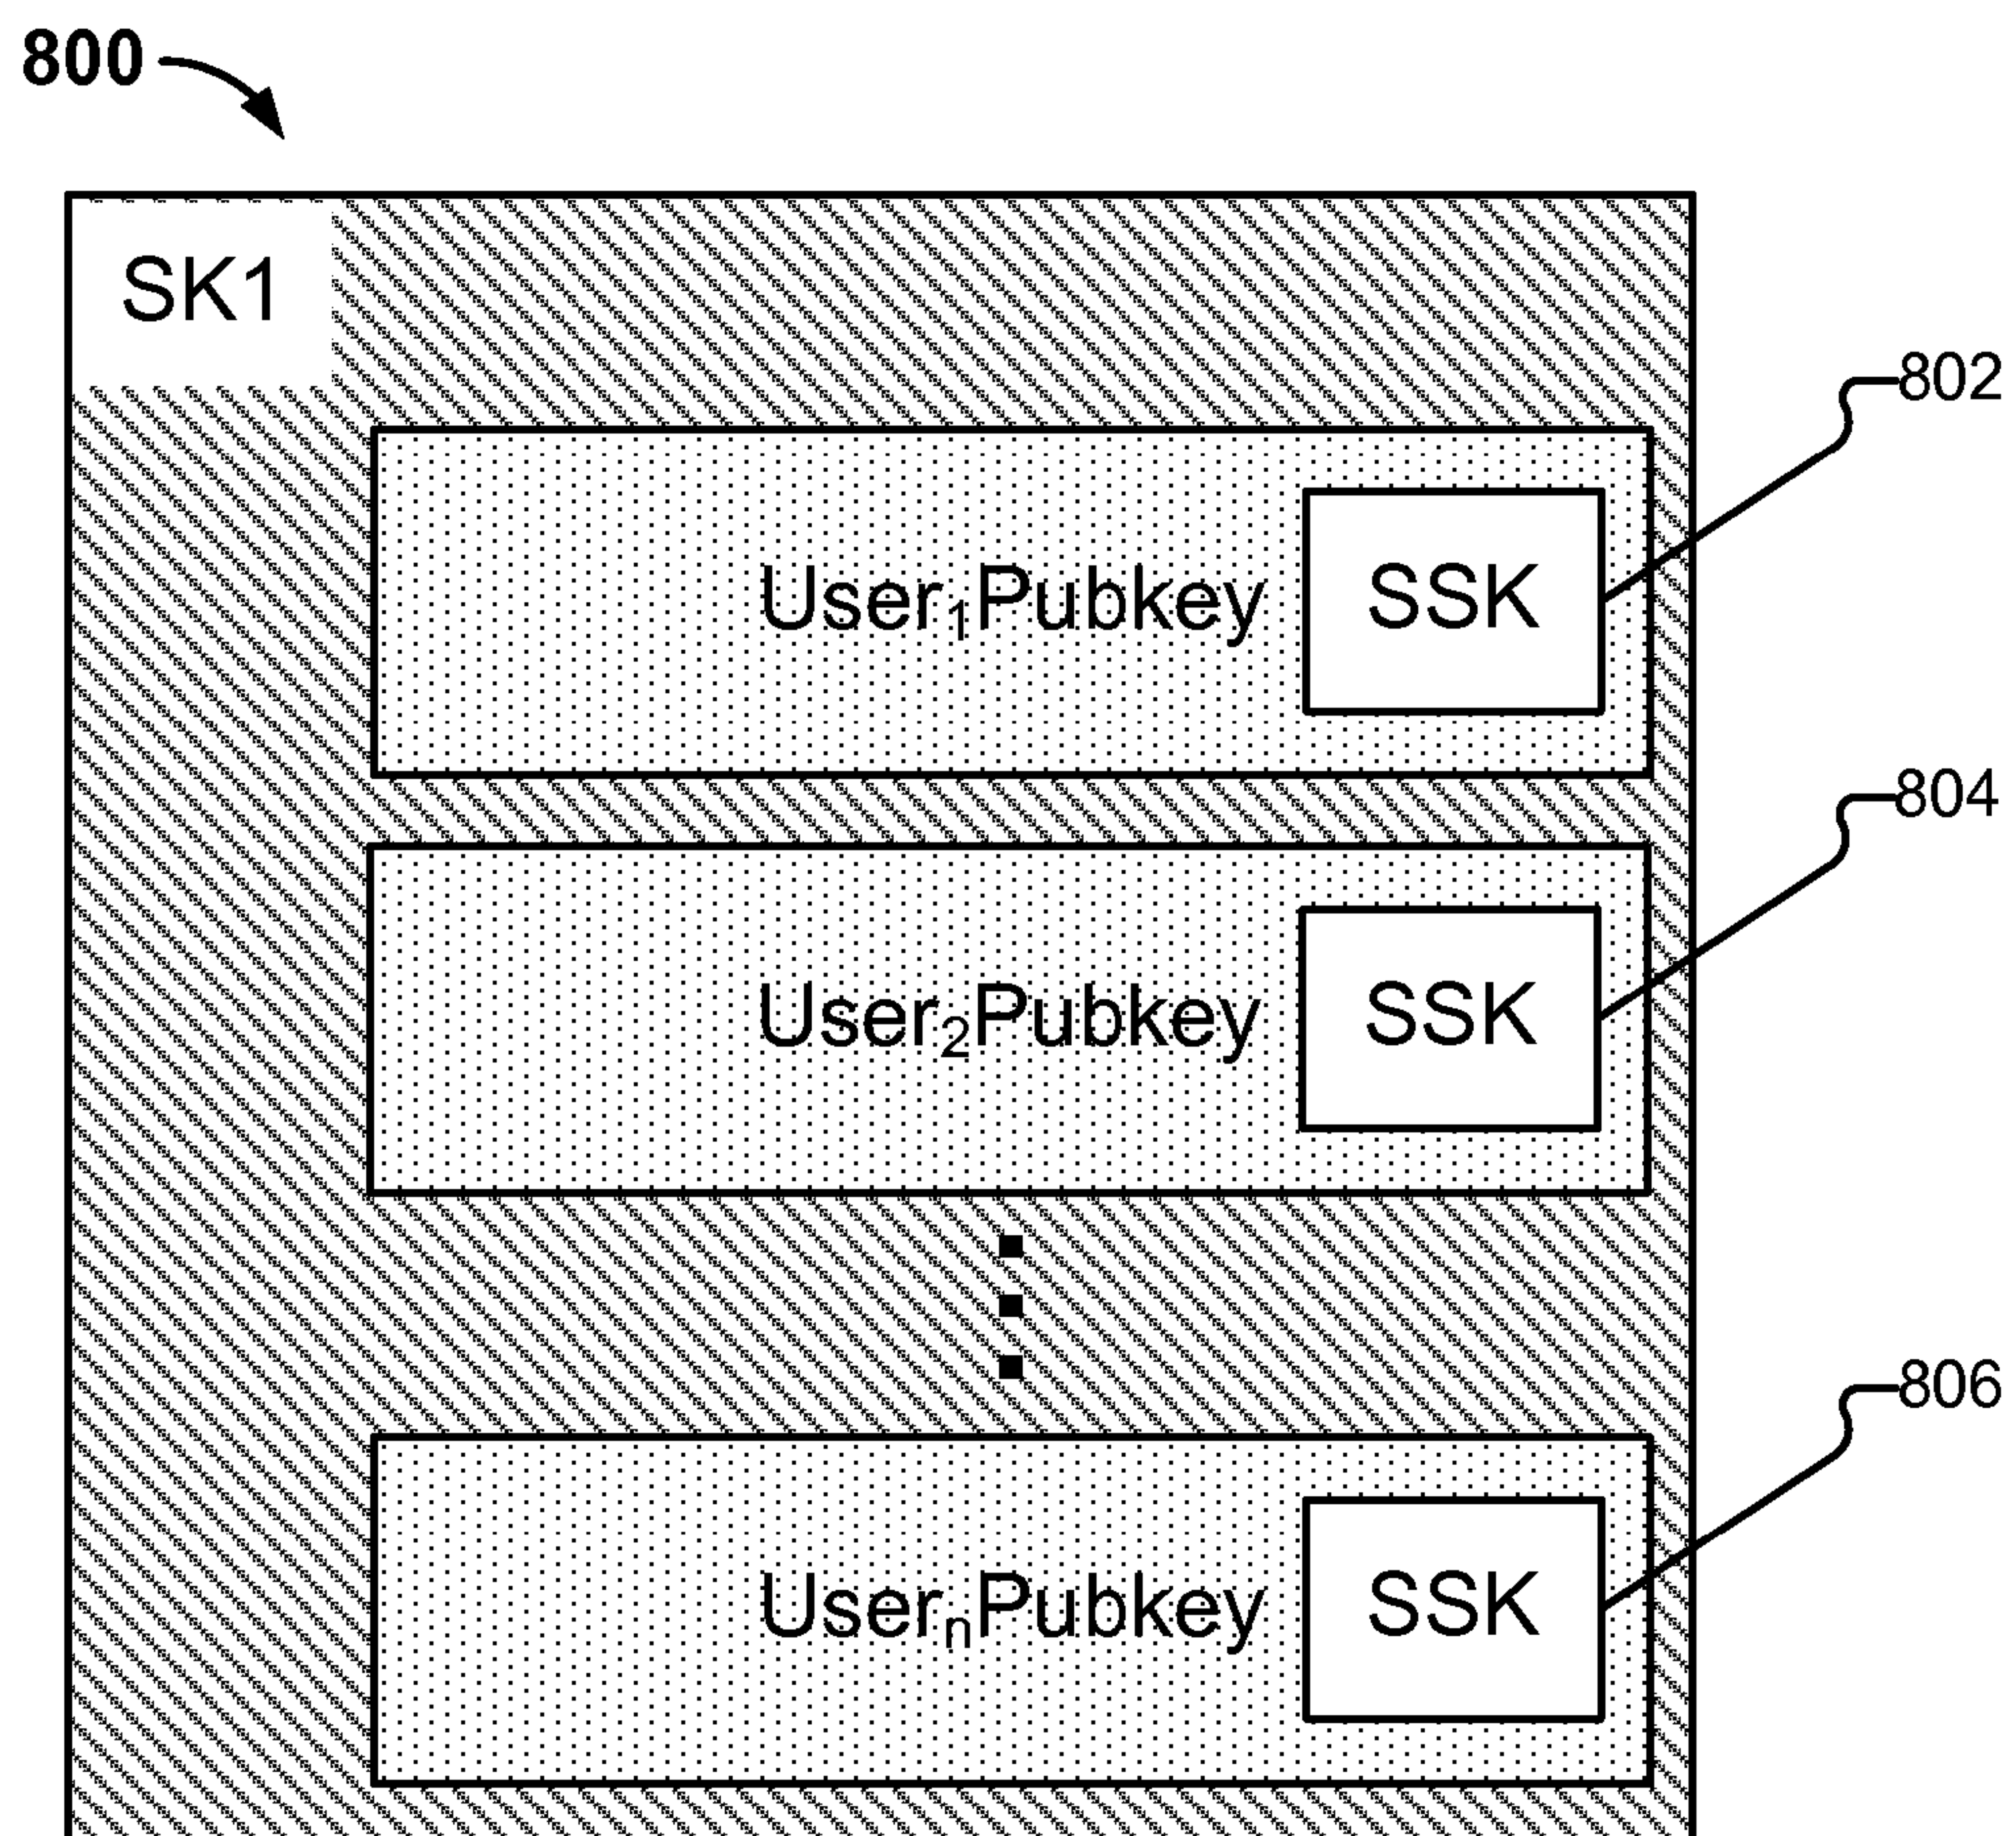 800
SK1
802
User₁Pubkey SSK
804
User₂Pubkey SSK
806
UserₙPubkey SSK